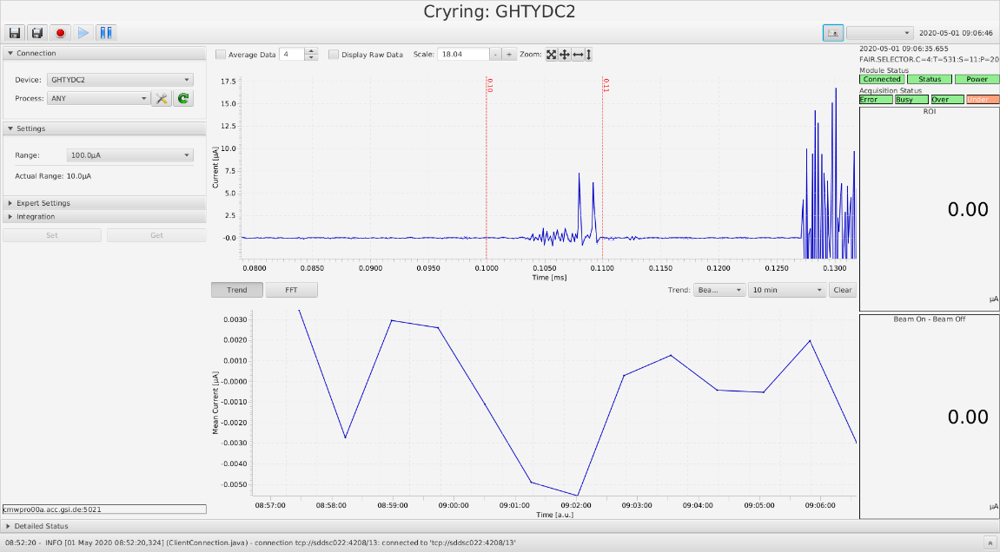 Cryring: GHTYDC2
2020-05-01 09:06:46
Connection
Device: GHTYDC2
Process: ANY
Settings
Range: 100.0µA
Actual Range: 10.0µA
Expert Settings
Integration
Set Get
cmwpro00a.acc.gsi.de:5021
Average Data 4 Display Raw Data Scale: 18.04 - + Zoom:
17.5
15.0
12.5
10.0
7.5
5.0
2.5
-0.0
Current [µA]
0.10
0.11
0.0800 0.0850 0.0900 0.0950 0.1000 0.1050 0.1100 0.1150 0.1200 0.1250 0.1300
Time [ms]
Trend FFT Trend: Bea... 10 min Clear
0.0030
0.0020
0.0010
-0.0000
-0.0010
-0.0020
-0.0030
-0.0040
-0.0050
Mean Current [µA]
08:57:00 08:58:00 08:59:00 09:00:00 09:01:00 09:02:00 09:03:00 09:04:00 09:05:00 09:06:00
Time [a.u.]
2020-05-01 09:06:35.655
FAIR.SELECTOR.C=4:T=531:S=11:P=20
Module Status
Connected Status Power
Acquisition Status
Error Busy Over Under
ROI
0.00
µA
Beam On - Beam Off
0.00
µA
Detailed Status
08:52:20 - INFO [01 May 2020 08:52:20,324] (ClientConnection.java) - connection tcp://sddsc022:4208/13: connected to 'tcp://sddsc022:4208/13'